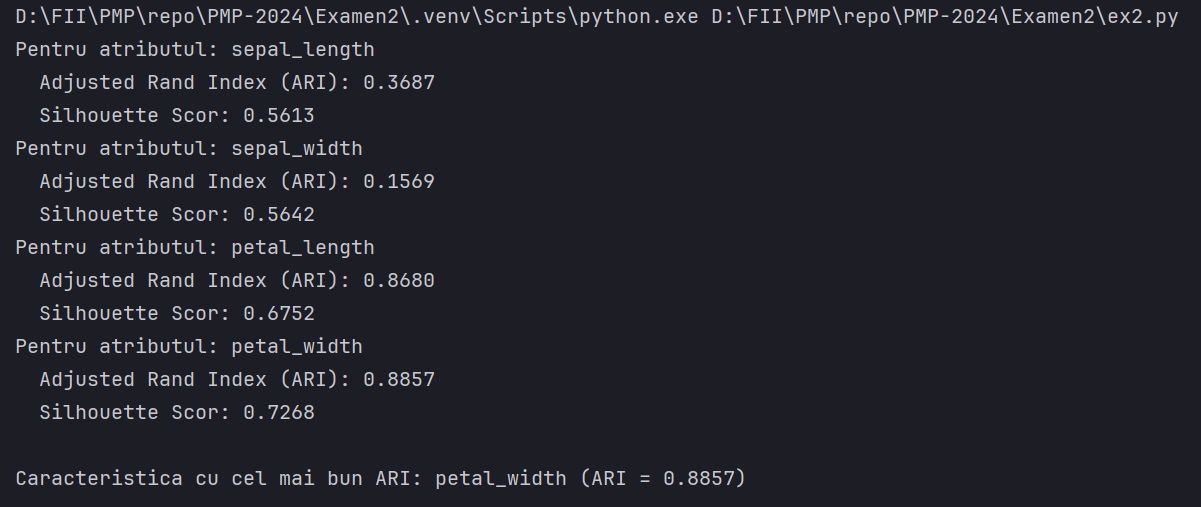 D:\FII\PMP\repo\PMP-2024\Examen2\.venv\Scripts\python.exe D:\FII\PMP\repo\PMP-2024\Examen2\ex2.py
Pentru atributul: sepal_length
  Adjusted Rand Index (ARI): 0.3687
  Silhouette Scor: 0.5613
Pentru atributul: sepal_width
  Adjusted Rand Index (ARI): 0.1569
  Silhouette Scor: 0.5642
Pentru atributul: petal_length
  Adjusted Rand Index (ARI): 0.8680
  Silhouette Scor: 0.6752
Pentru atributul: petal_width
  Adjusted Rand Index (ARI): 0.8857
  Silhouette Scor: 0.7268
Caracteristica cu cel mai bun ARI: petal_width (ARI = 0.8857)